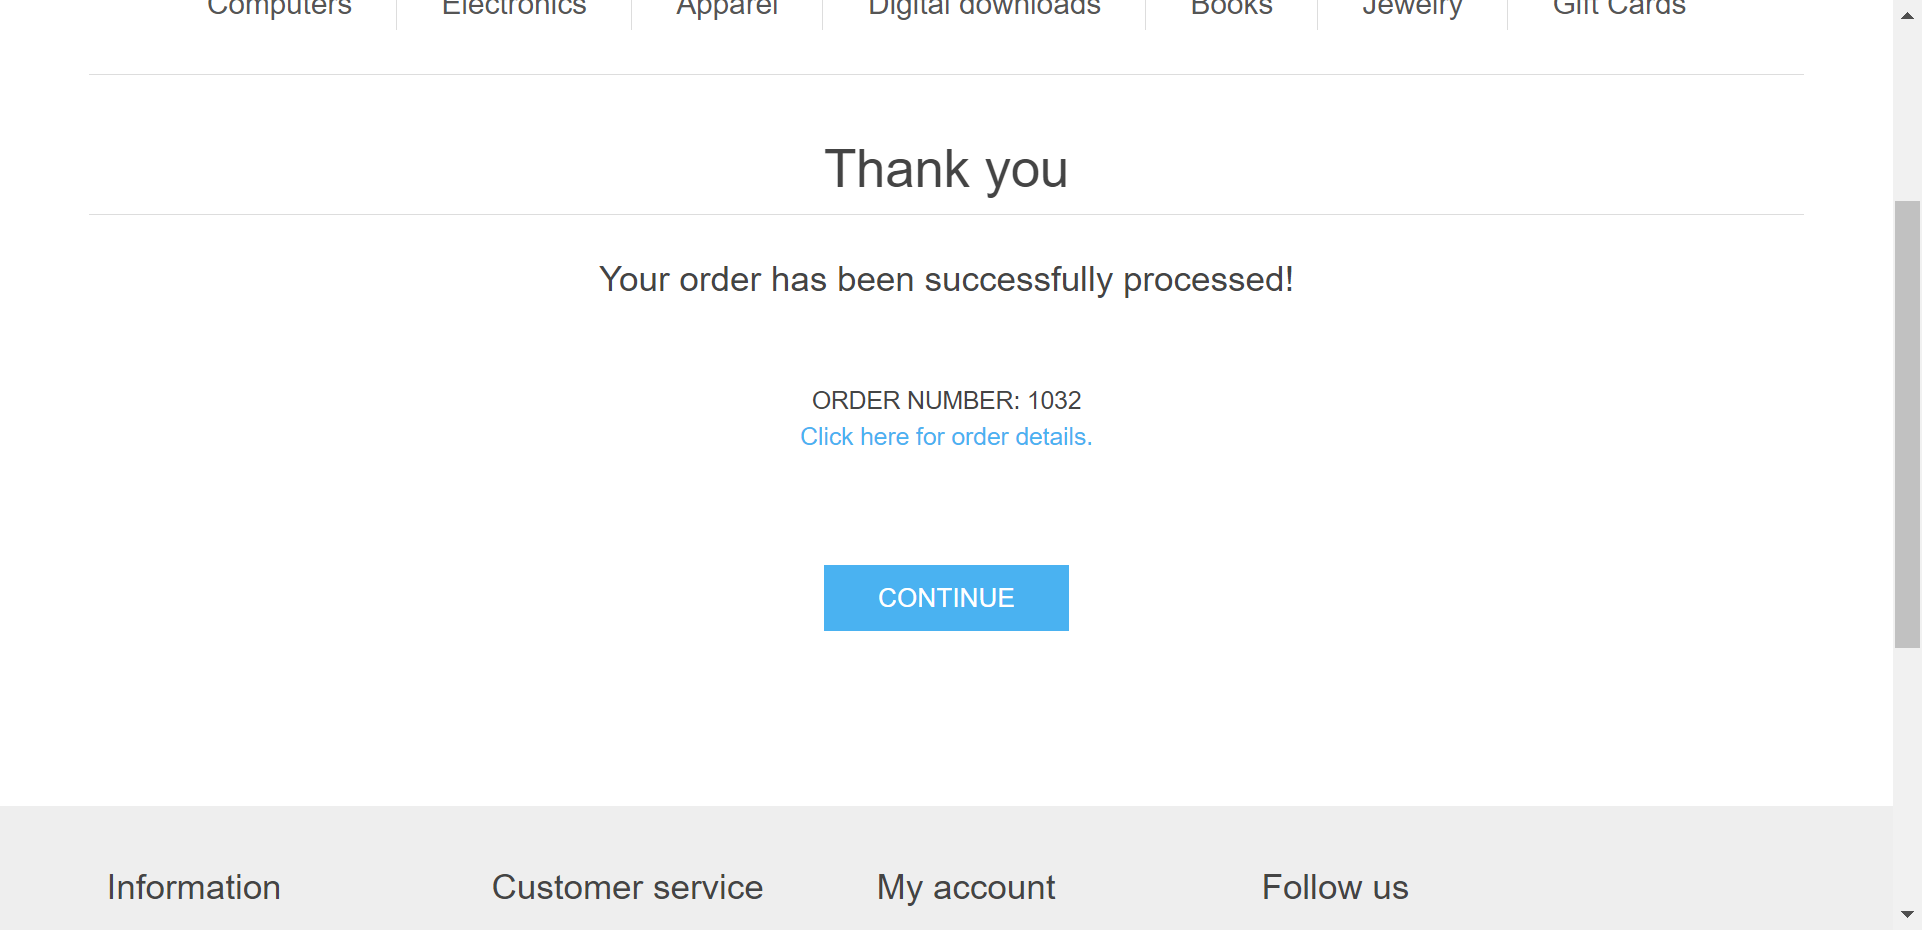 Computers Electronics Apparel Digital downloads Books Jewelry Gift Cards
Thank you
Your order has been successfully processed!
ORDER NUMBER: 1032
Click here for order details.
CONTINUE
Information Customer service My account Follow us